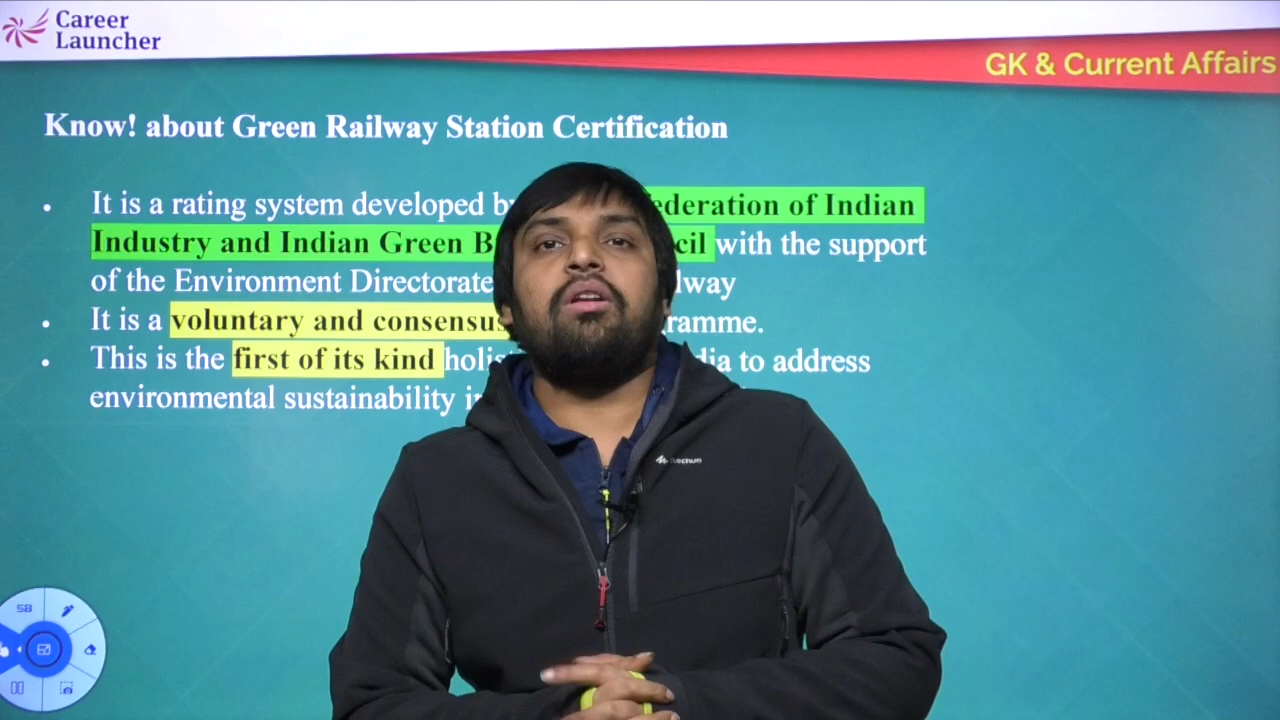 Career
Launcher
GK & Current Affairs
Know! about Green Railway Station Certification
It is a rating system developed by ederation of Indian
Industry and Indian Green B cil with the support
of the Environment Directorate lway
It is a voluntary and consensus ramme.
This is the first of its kind holis dia to address
environmental sustainability in
SB